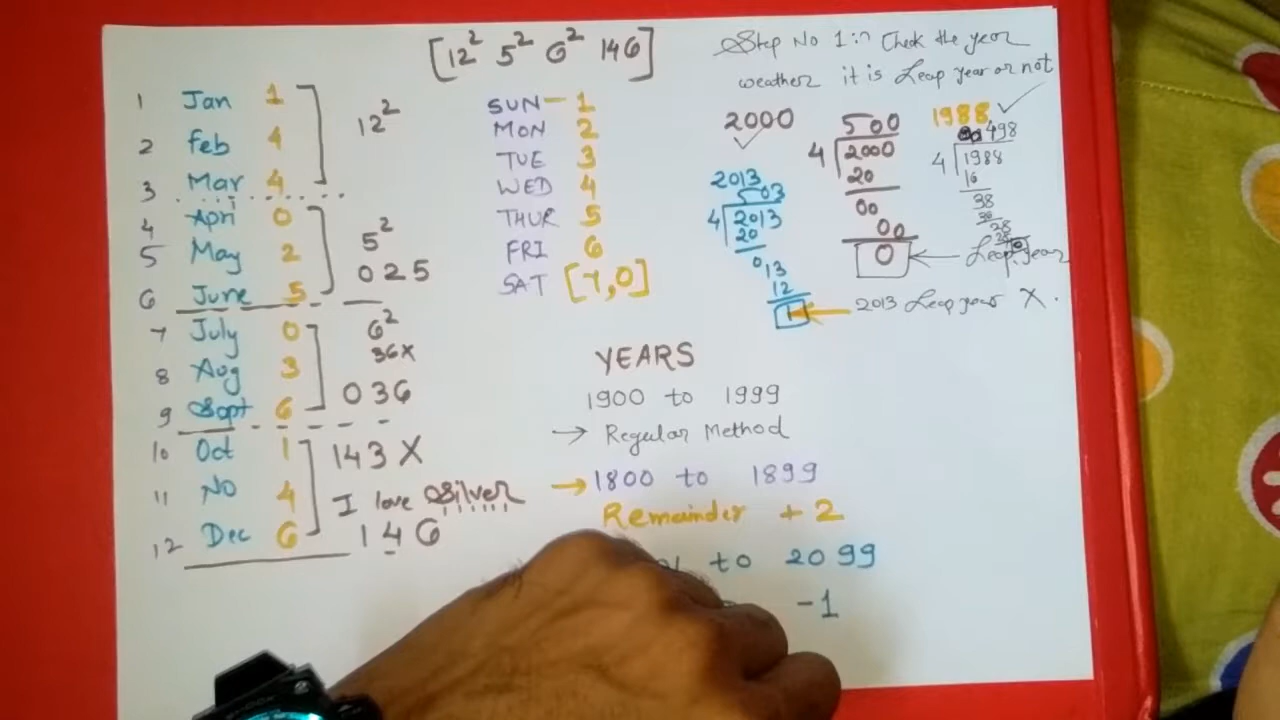 [12² 5² 6² 146]
1 Jan 1
2 Feb 4
3 Mar 4
12²
4 Apri 0
5 May 2
6 June 5
5²
025
7 July 0
8 Aug 3
9 Sept 6
6²
36X
036
10 Oct 1
11 No 4
12 Dec 6
143 X
I love Silver
146
SUN - 1
MON 2
TUE 3
WED 4
THUR 5
FRI 6
SAT [7,0]
YEARS
1900 to 1999
→ Regular Method
→ 1800 to 1899
Remainder + 2
to 2099
-1
Step No 1:- Check the year
weather it is Leap year or not
2000 ✓
500
4 2000
20
00
00
0 ← Leap year
2013
503
4 2013
20
013
12
1 ← 2013 Leap year X.
1988 ✓
498
4 1988
16
38
36
28
28
0